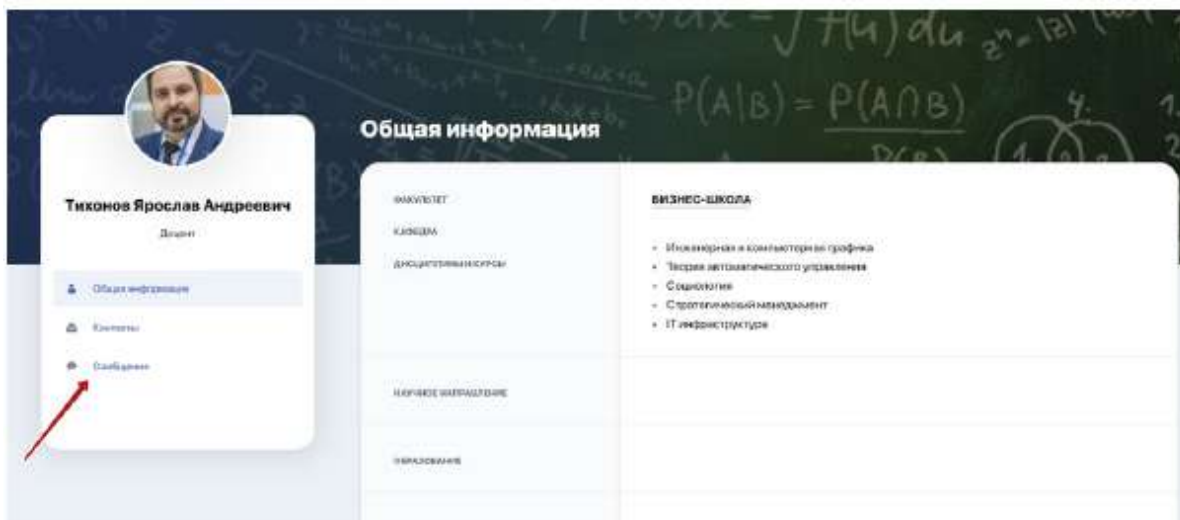 Общая информация
Тихонов Ярослав Андреевич
Доцент
Общая информация
Контакты
Сообщения
ФАКУЛЬТЕТ
БИЗНЕС-ШКОЛА
КАФЕДРА
ДИСЦИПЛИНЫ И КУРСЫ
Инженерная и компьютерная графика
Теория автоматического управления
Социология
Стратегический менеджмент
IT инфраструктура
НАУЧНОЕ НАПРАВЛЕНИЕ
ОБРАЗОВАНИЕ
P(A|B) = P(A∩B)